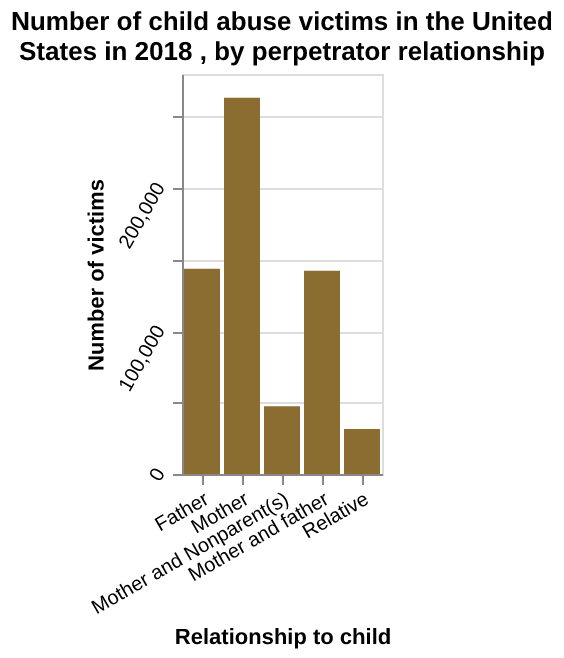 Number of child abuse victims in the United
States in 2018 , by perpetrator relationship
Number of victims
200,000
100,000
0
Father
Mother
Mother and Nonparent(s)
Mother and father
Relative
Relationship to child